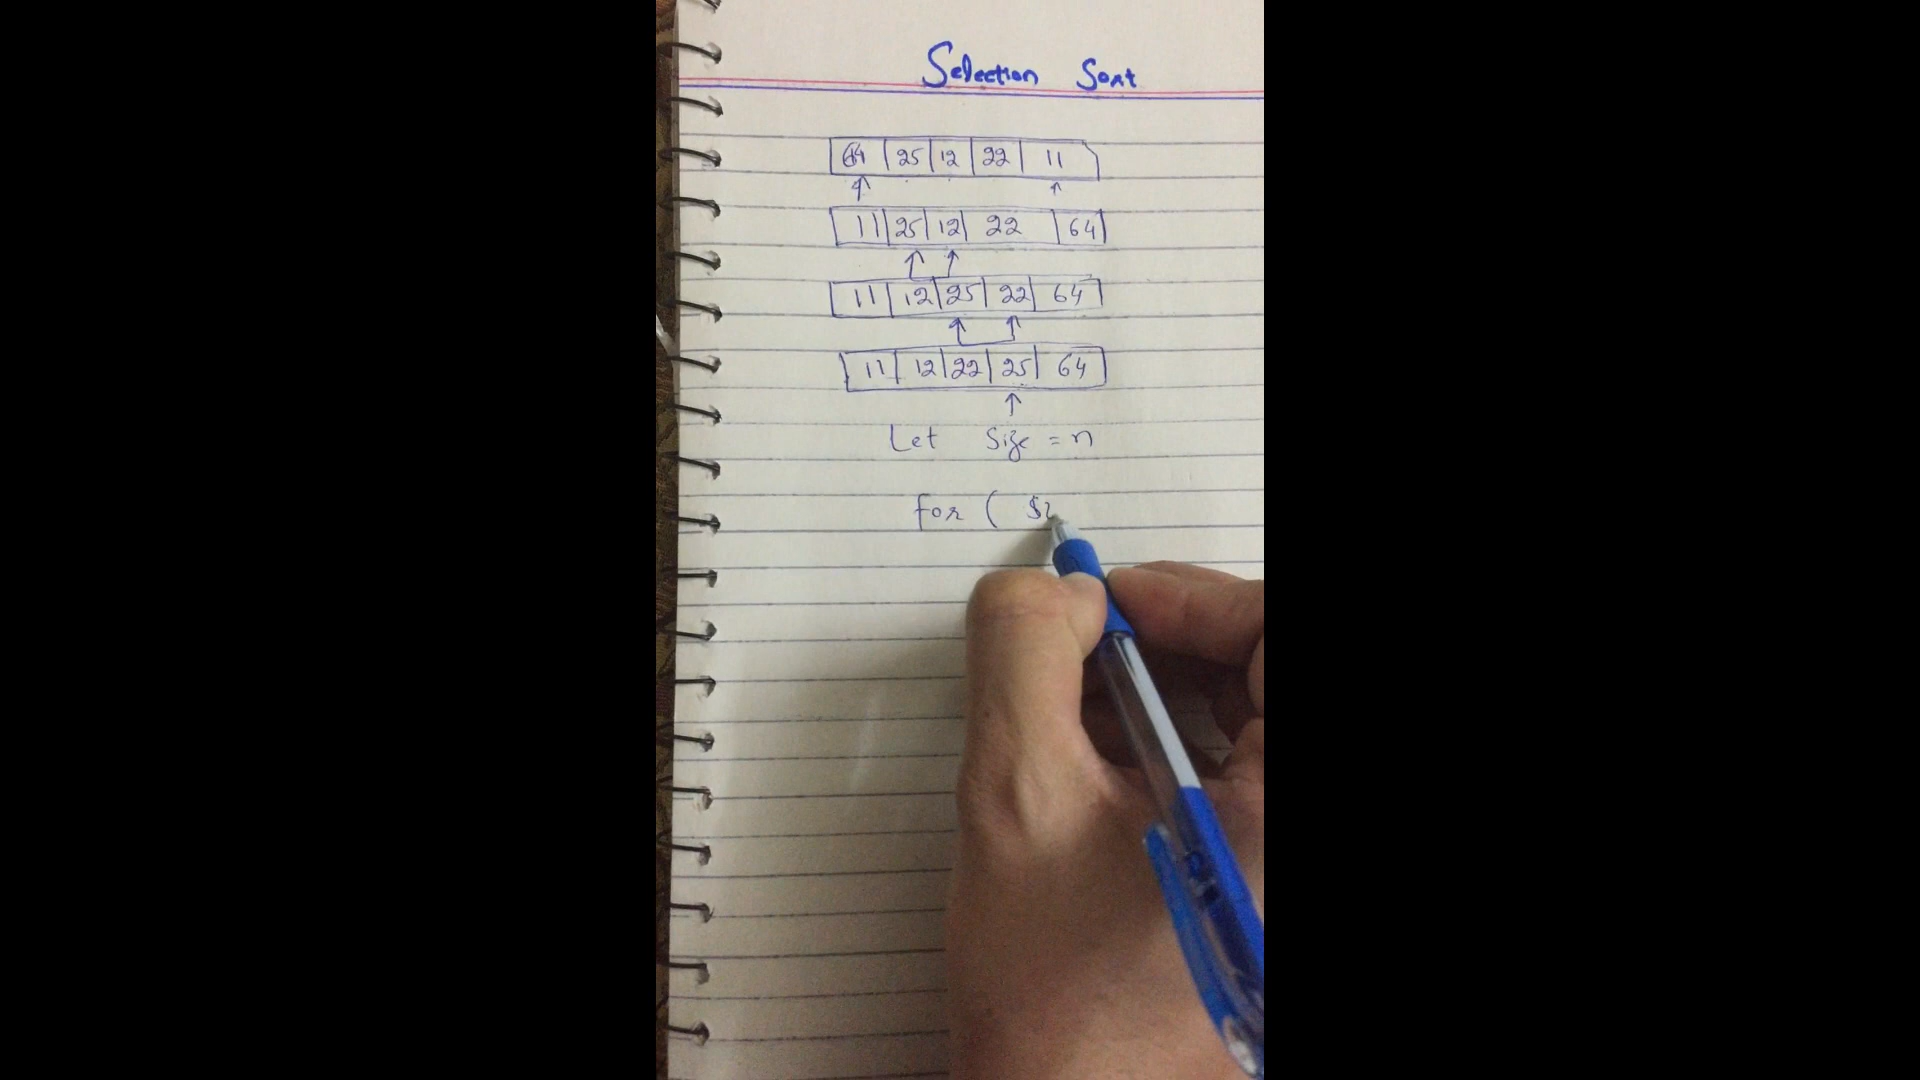 Selection Sort
64 25 12 22 11
11 25 12 22 64
11 12 25 22 64
11 12 22 25 64
Let Size = n
for ( $i